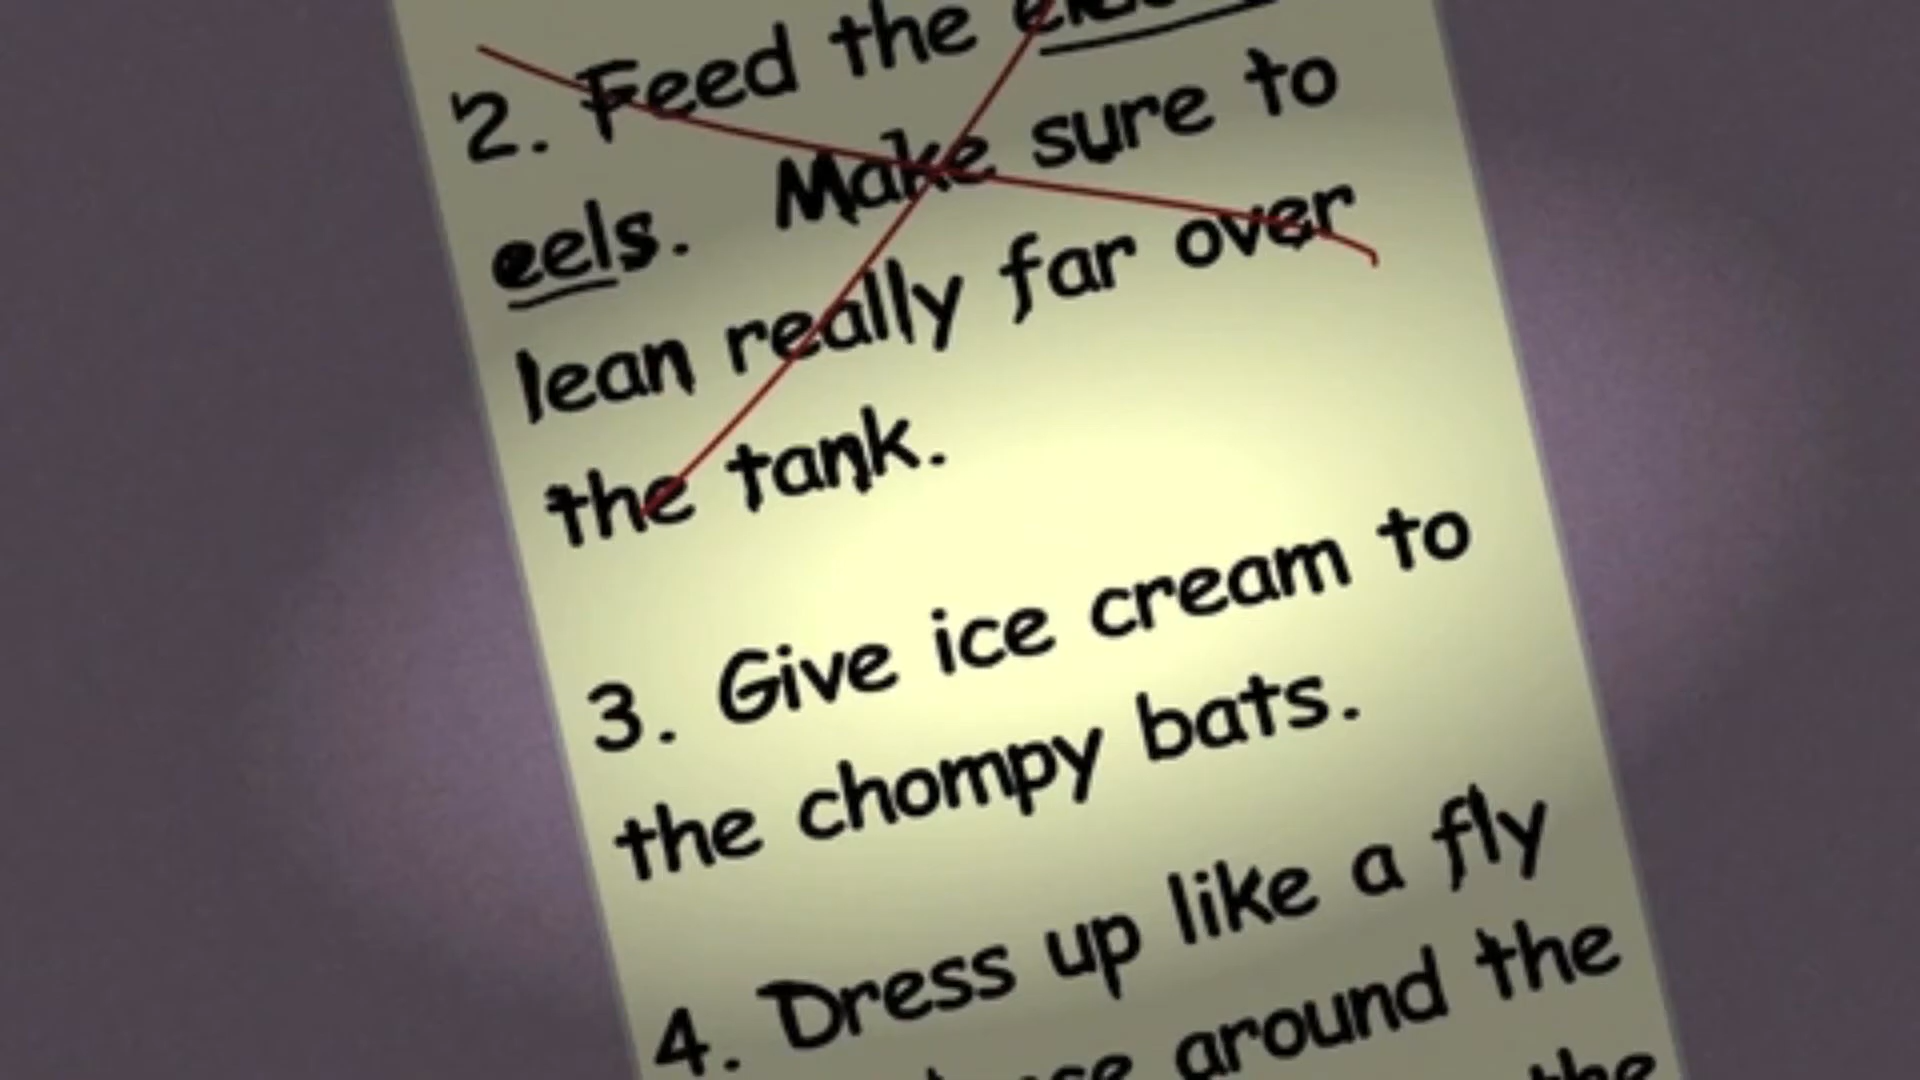 2. Feed the
eels. Make sure to
lean really far over
the tank.
3. Give ice cream to
the chompy bats.
4. Dress up like a fly
around the
the